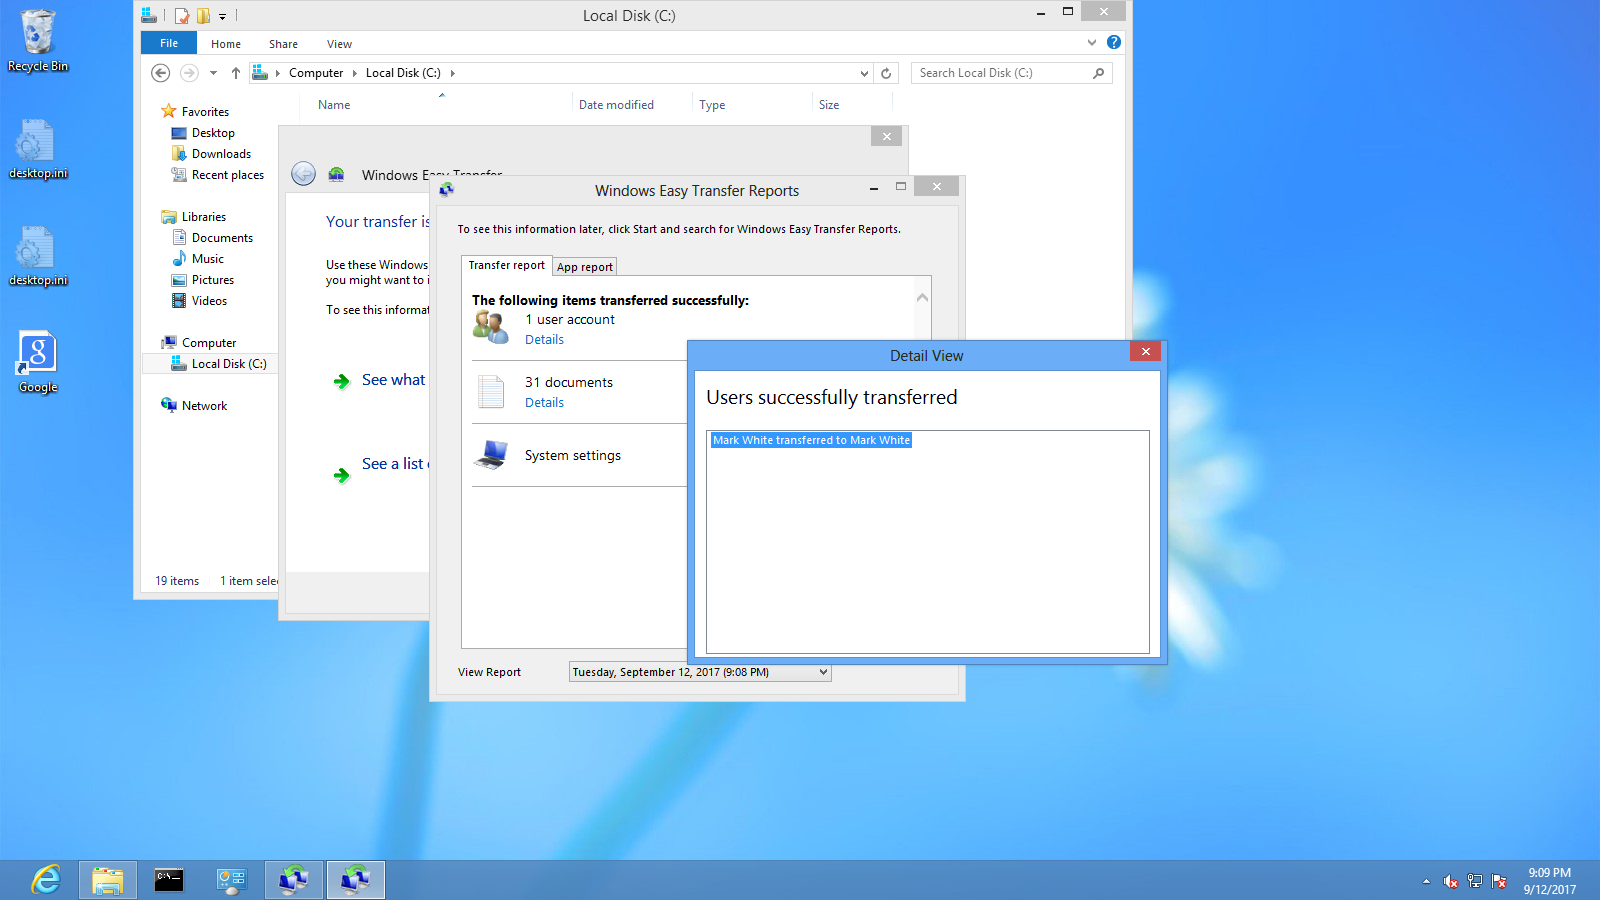 Recycle Bin
desktop.ini
desktop.ini
Google
Local Disk (C:)
File
Home
Share
View
Computer
Local Disk (C:)
Search Local Disk (C:)
Name
Date modified
Type
Size
Favorites
Desktop
Downloads
Recent places
Libraries
Documents
Music
Pictures
Videos
Computer
Local Disk (C:)
Network
19 items
1 item sele
Windows Easy Transfer
Your transfer is
Use these Windows
you might want to i
To see this informat
See what
See a list
Windows Easy Transfer Reports
To see this information later, click Start and search for Windows Easy Transfer Reports.
Transfer report
App report
The following items transferred successfully:
1 user account
Details
31 documents
Details
System settings
View Report
Tuesday, September 12, 2017 (9:08 PM)
Detail View
Users successfully transferred
Mark White transferred to Mark White
C:\_
9:09 PM
9/12/2017